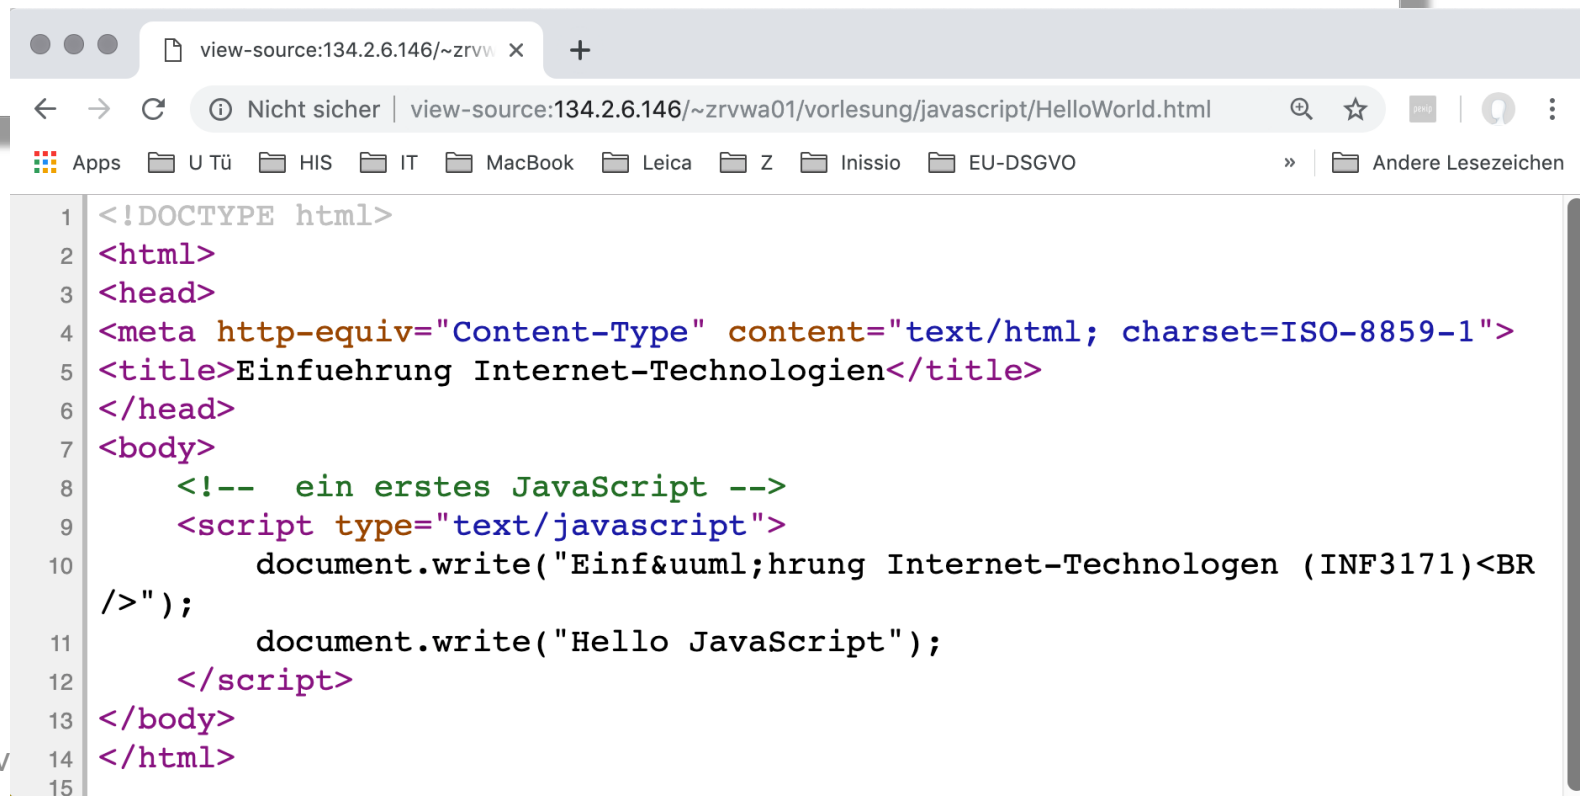 view-source:134.2.6.146/~zrvw
Nicht sicher | view-source:134.2.6.146/~zrvwa01/vorlesung/javascript/HelloWorld.html
Apps U Tü HIS IT MacBook Leica Z Inissio EU-DSGVO » Andere Lesezeichen
1 <!DOCTYPE html>
2 <html>
3 <head>
4 <meta http-equiv="Content-Type" content="text/html; charset=ISO-8859-1">
5 <title>Einfuehrung Internet-Technologien</title>
6 </head>
7 <body>
8 <!--  ein erstes JavaScript -->
9 <script type="text/javascript">
10 document.write("Einf&uuml;hrung Internet-Technologen (INF3171)<BR
/>");
11 document.write("Hello JavaScript");
12 </script>
13 </body>
14 </html>
15